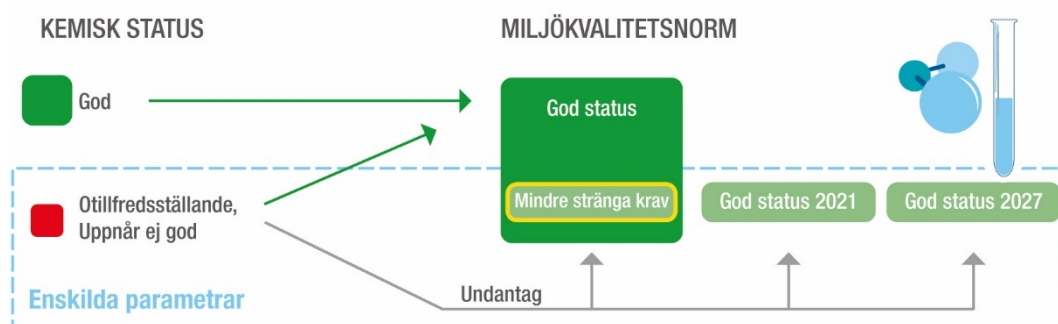 KEMISK STATUS
MILJÖKVALITETSNORM
God
God status
Otillfredsställande,
Uppnår ej god
Mindre stränga krav
God status 2021
God status 2027
Enskilda parametrar
Undantag